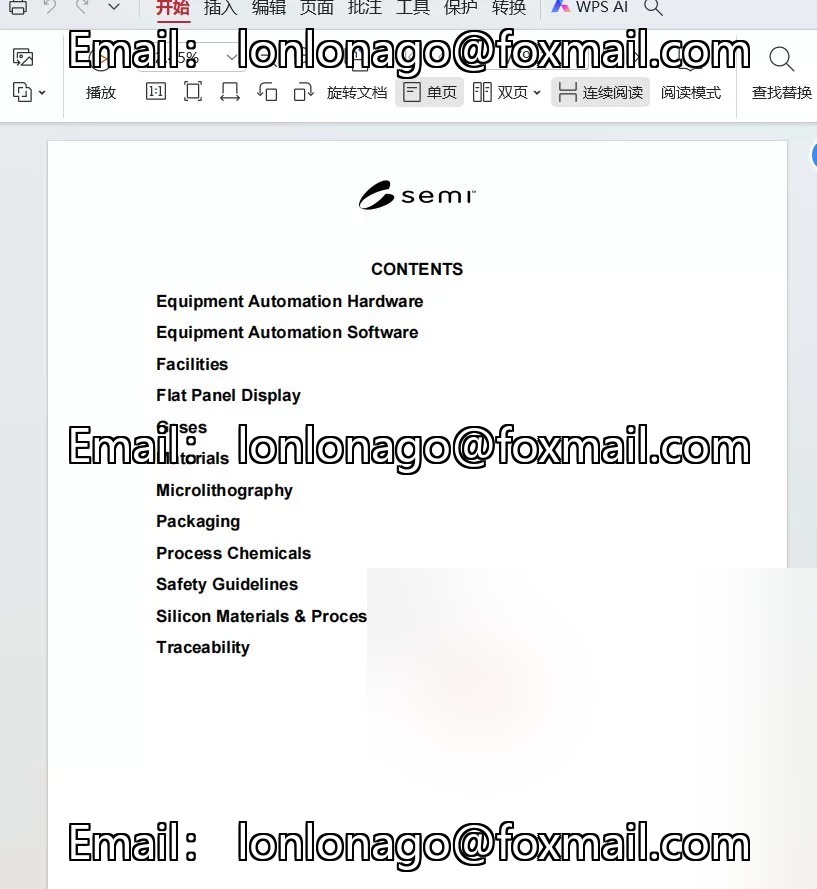 开始 插入 编辑 页面 批注 工具 保护 转换 WPS AI
Email： lonlonago@foxmail.com
播放 1:1 旋转文档 单页 双页 连续阅读 阅读模式 查找替换
semi
CONTENTS
Equipment Automation Hardware
Equipment Automation Software
Facilities
Flat Panel Display
Gases
Email： lonlonago@foxmail.com
Materials
Microlithography
Packaging
Process Chemicals
Safety Guidelines
Silicon Materials & Proces
Traceability
Email： lonlonago@foxmail.com